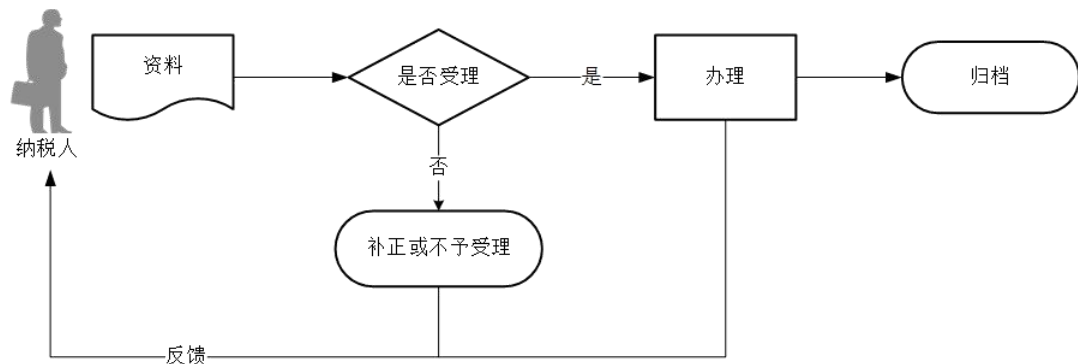 资料
是否受理
是
办理
归档
纳税人
否
补正或不予受理
反馈